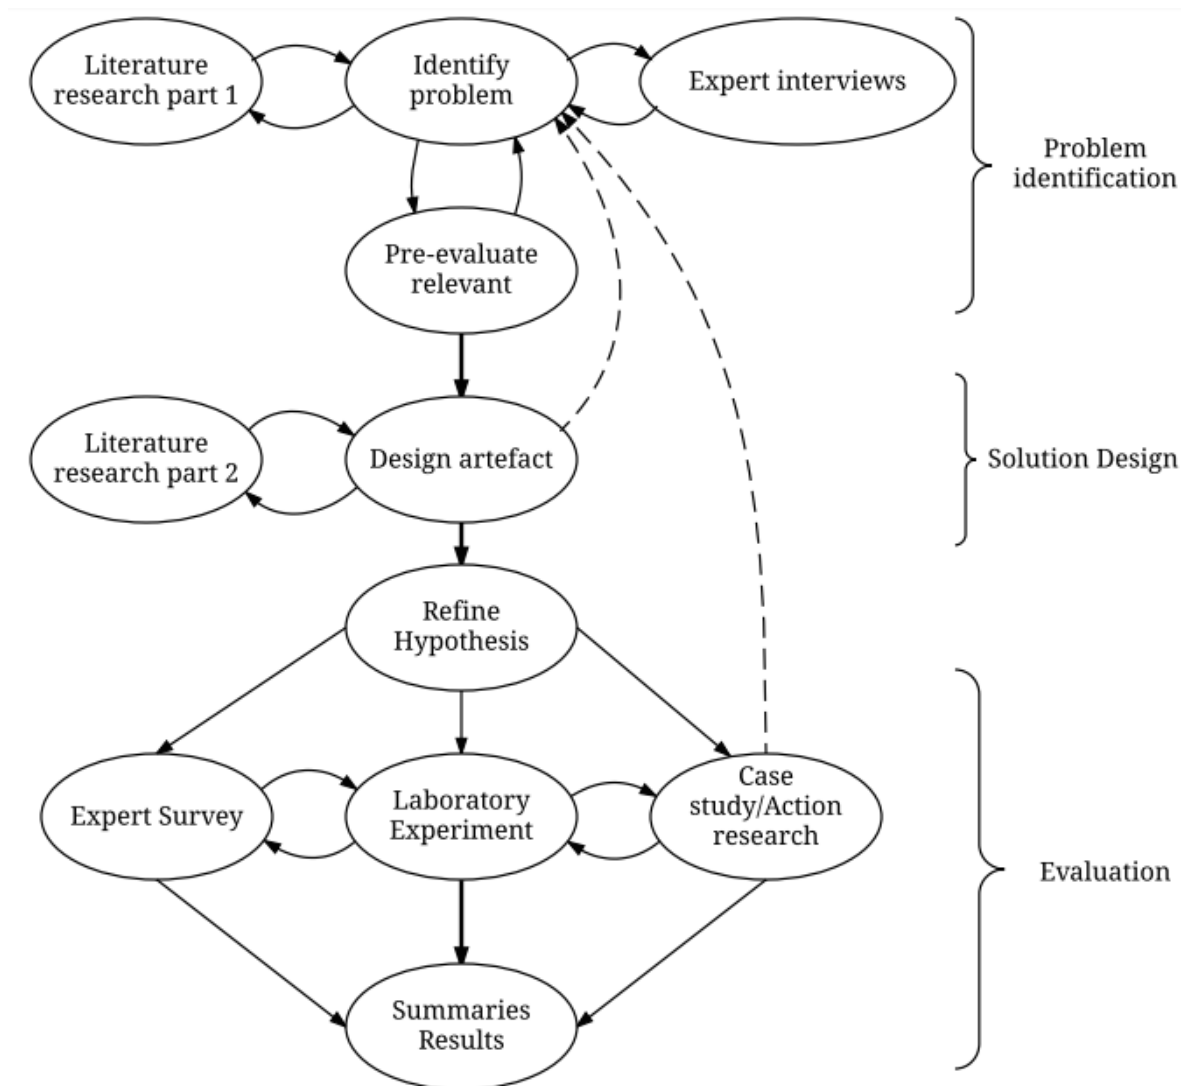 Literature
research part 1
Identify
problem
Expert interviews
Problem
identification
Pre-evaluate
relevant
Literature
research part 2
Design artefact
Solution Design
Refine
Hypothesis
Expert Survey
Laboratory
Experiment
Case
study/Action
research
Evaluation
Summaries
Results